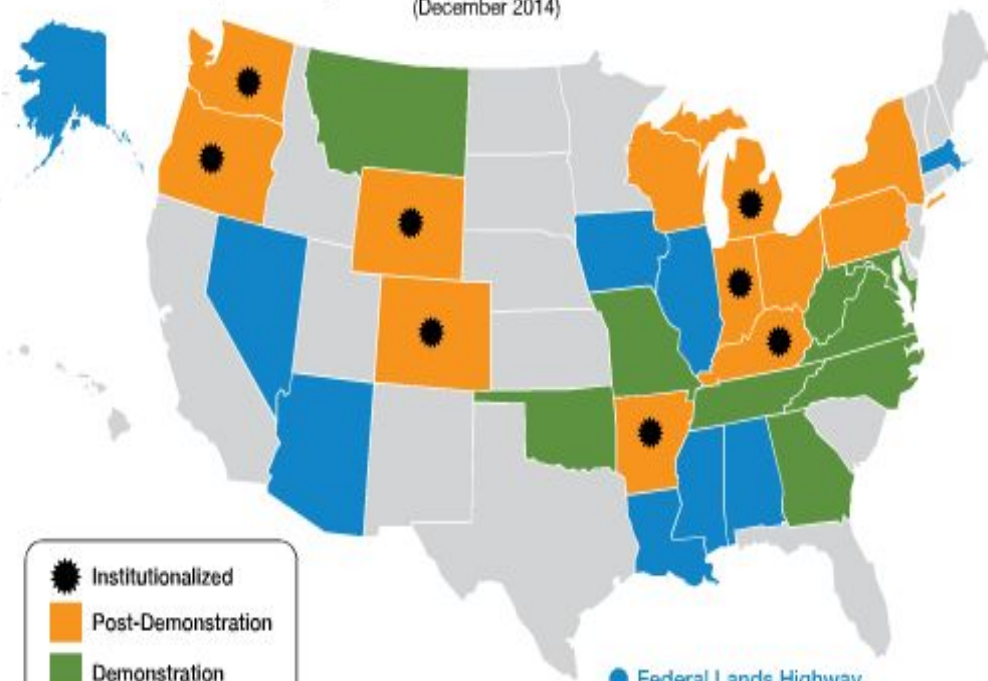 (December 2014)
Institutionalized
Post-Demonstration
Demonstration
Federal Lands Highway